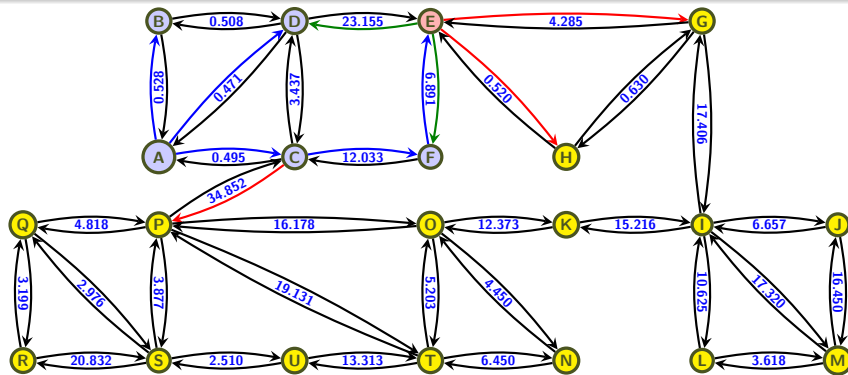 B 0.508 D 23.155 E 4.285 G
0.528 0.471 3.437 6.891 0.520 0.630 17.406
A 0.495 C 12.033 F H
34.852
Q 4.818 P 16.178 O 12.373 K 15.216 I 6.657 J
3.199 2.976 3.877 19.131 5.203 4.450 10.625 17.320 16.450
R 20.832 S 2.510 U 13.313 T 6.450 N L 3.618 M